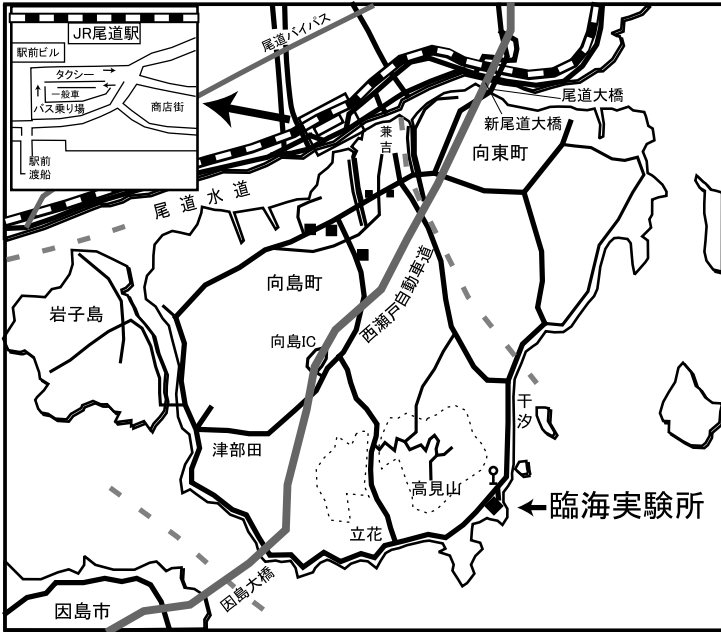 JR尾道駅
駅前ビル
タクシー
一般車
バス乗り場
商店街
駅前
渡船
尾道バイパス
尾道大橋
新尾道大橋
兼吉
向東町
尾道水道
向島町
岩子島
西瀬戸自動車道
向島IC
干汐
津部田
高見山
臨海実験所
立花
因島大橋
因島市